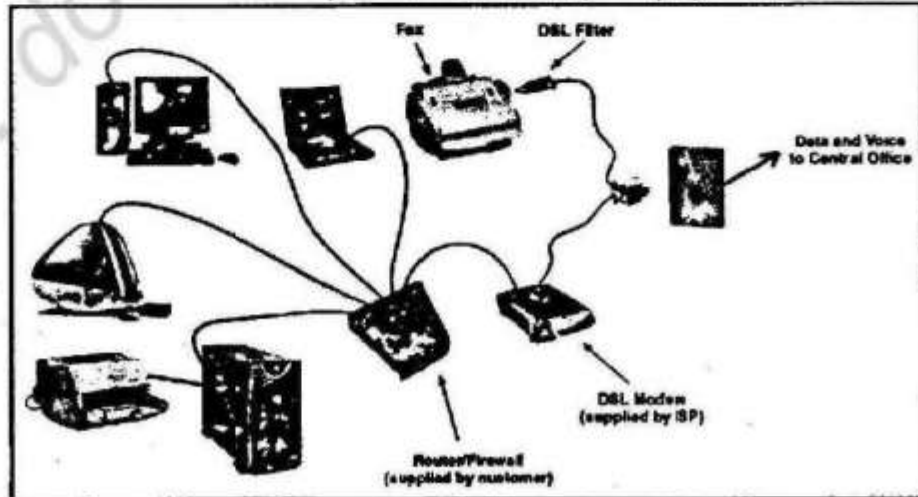 Fax
DSL Filter
Data and Voice
to Central Office
DSL Modem
(supplied by ISP)
Router/Firewall
(supplied by customer)